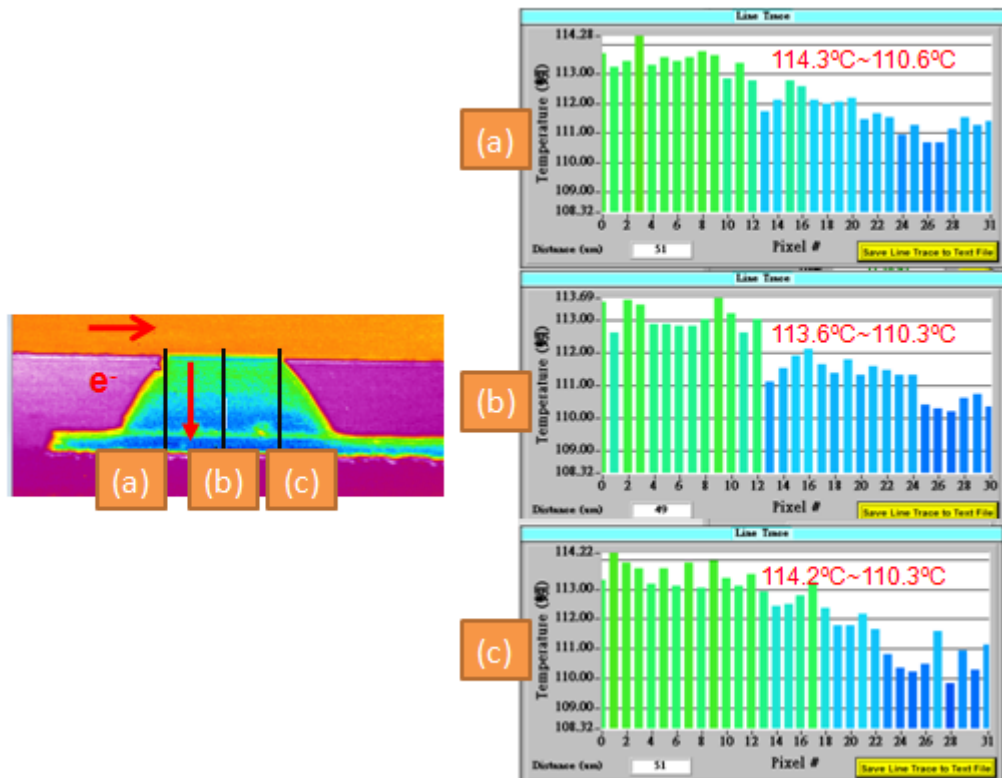 e-
(a)
(b)
(c)
(a)
Line Trace
114.3ºC~110.6ºC
Temperature
114.28
113.00
112.00
111.00
110.00
109.00
108.32
0 2 4 6 8 10 12 14 16 18 20 22 24 26 28 31
Distance (um) 51 Pixel # Save Line Trace to Text File
(b)
Line Trace
113.6ºC~110.3ºC
Temperature
113.69
113.00
112.00
111.00
110.00
109.00
108.32
0 2 4 6 8 10 12 14 16 18 20 22 24 26 28 30
Distance (um) 49 Pixel # Save Line Trace to Text File
(c)
Line Trace
114.2ºC~110.3ºC
Temperature
114.22
113.00
112.00
111.00
110.00
109.00
108.32
0 2 4 6 8 10 12 14 16 18 20 22 24 26 28 31
Distance (um) 51 Pixel # Save Line Trace to Text File